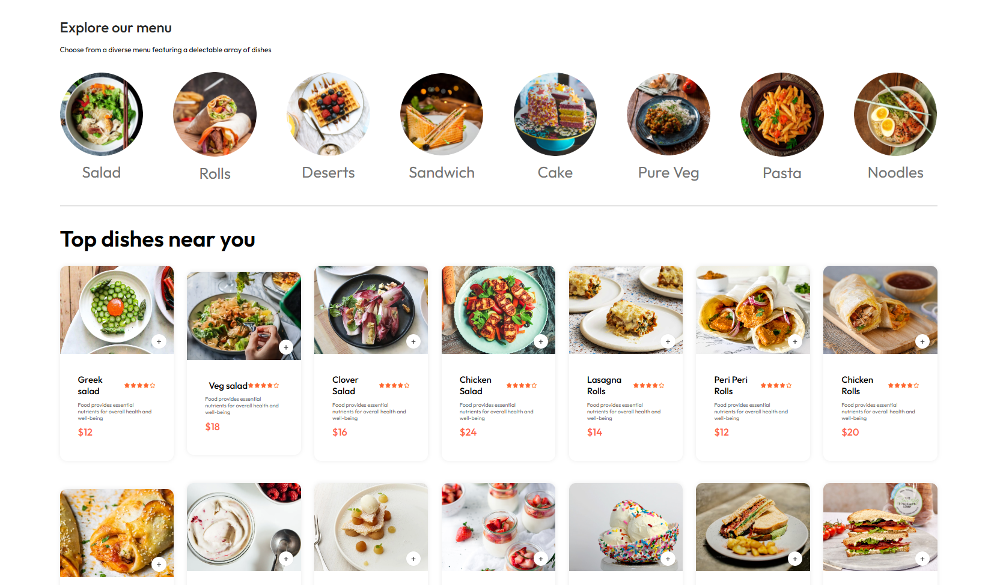 Explore our menu
Choose from a diverse menu featuring a delectable array of dishes
Salad
Rolls
Deserts
Sandwich
Cake
Pure Veg
Pasta
Noodles
Top dishes near you
Greek
salad
Food provides essential
nutrients for overall health and
well-being
$12
Veg salad
Food provides essential
nutrients for overall health and
well-being
$18
Clover
Salad
Food provides essential
nutrients for overall health and
well-being
$16
Chicken
Salad
Food provides essential
nutrients for overall health and
well-being
$24
Lasagna
Rolls
Food provides essential
nutrients for overall health and
well-being
$14
Peri Peri
Rolls
Food provides essential
nutrients for overall health and
well-being
$12
Chicken
Rolls
Food provides essential
nutrients for overall health and
well-being
$20